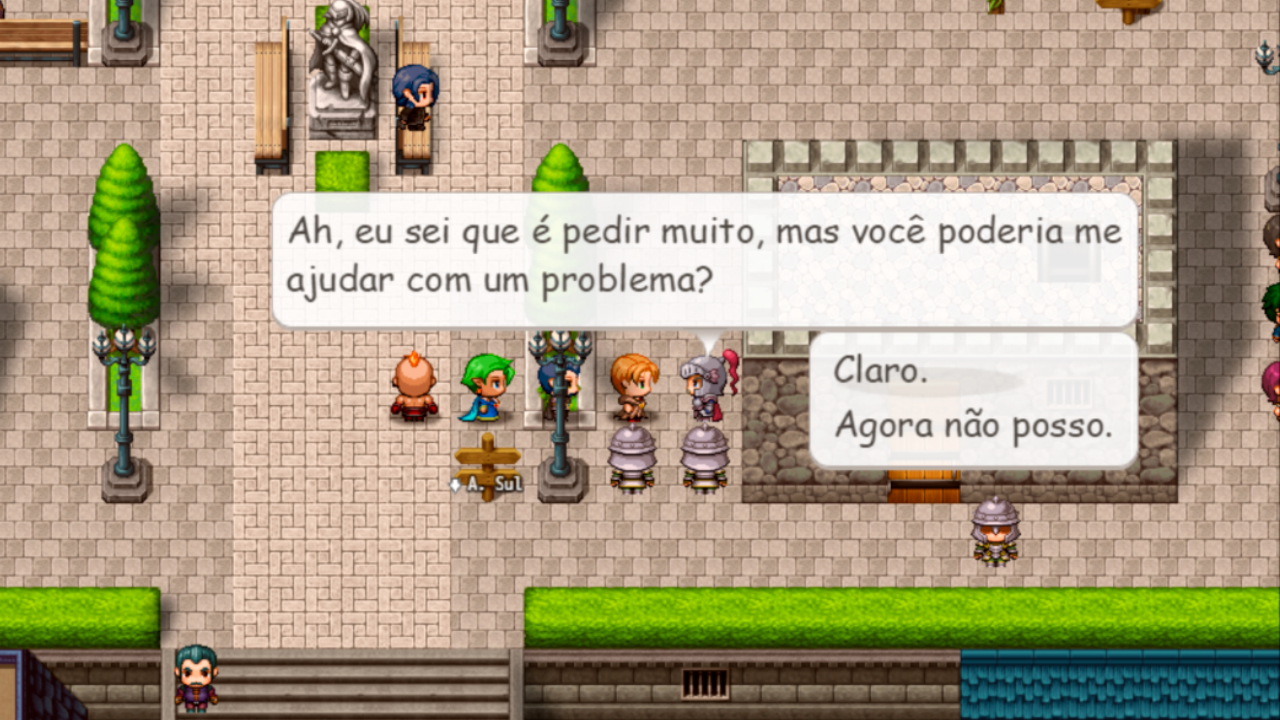 Ah, eu sei que é pedir muito, mas você poderia me
ajudar com um problema?
Claro.
Agora não posso.
A. Sul